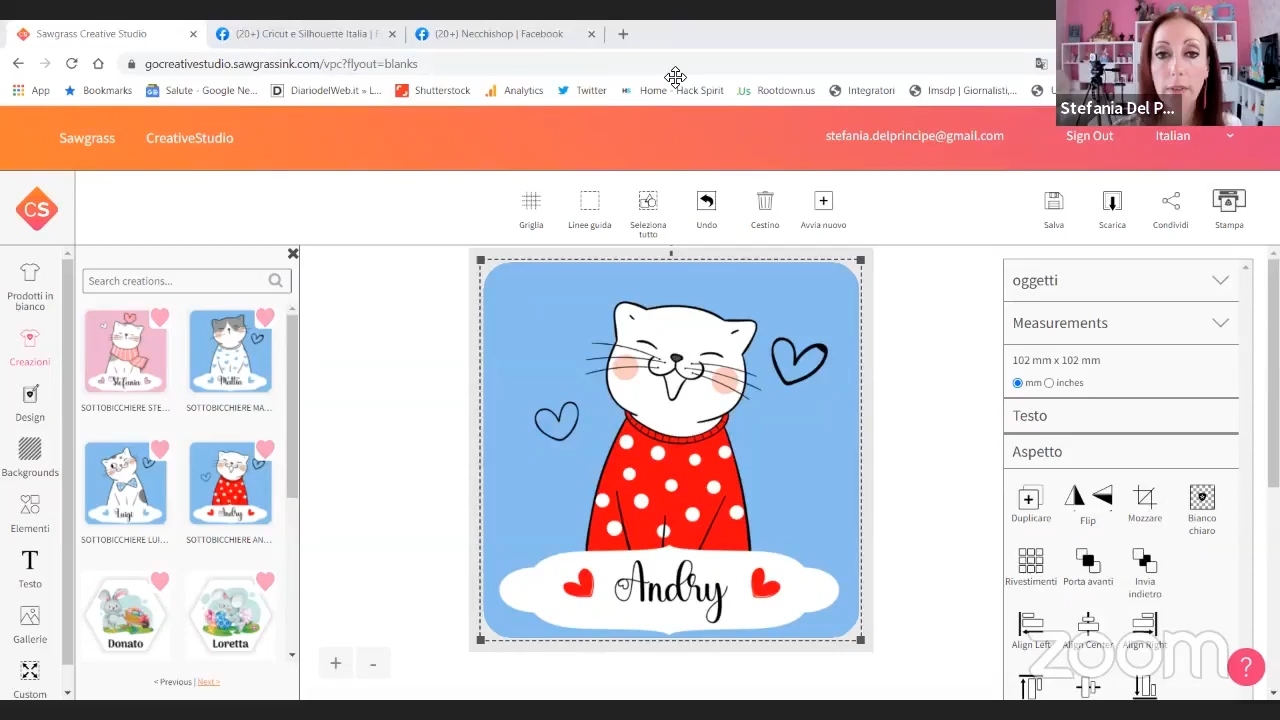 Sawgrass Creative Studio
(20+) Cricut e Silhouette Italia | F
(20+) Necchishop | Facebook
gocreativestudio.sawgrassink.com/vpc?flyout=blanks
App
Bookmarks
Salute - Google Ne...
DiariodelWeb.it » L...
Shutterstock
Analytics
Twitter
Home - Hack Spirit
Rootdown.us
Integratori
Imsdp | Giornalisti,...
Stefania Del P...
Sawgrass
CreativeStudio
stefania.delprincipe@gmail.com
Sign Out
Italian
CS
Griglia
Linee guida
Seleziona
tutto
Undo
Cestino
Avvia nuovo
Salva
Scarica
Condividi
Stampa
Prodotti in
bianco
Creazioni
Design
Backgrounds
Elementi
Testo
Gallerie
Custom
Search creations...
Stefania
Mattia
SOTTOBICCHIERE STE...
SOTTOBICCHIERE MA...
Luigi
Andry
SOTTOBICCHIERE LUI...
SOTTOBICCHIERE AN...
Donato
Loretta
< Previous | Next >
Andry
+
-
oggetti
Measurements
102 mm x 102 mm
mm
inches
Testo
Aspetto
Duplicare
Flip
Mozzare
Bianco
chiaro
Rivestimenti
Porta avanti
Invia
indietro
Align Left
Align Center
Align Right
zoom
?